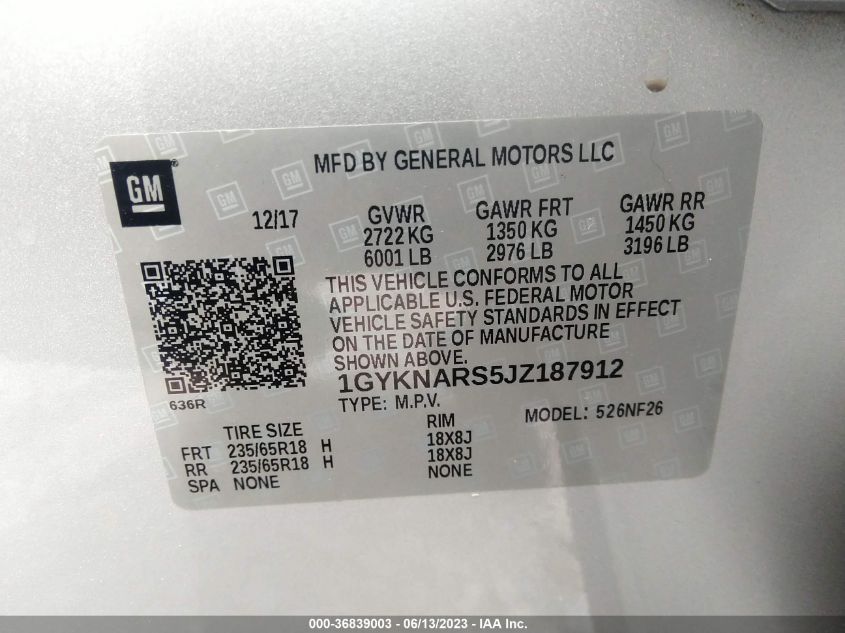 MFD BY GENERAL MOTORS LLC
GM
12/17
GVWR GAWR FRT GAWR RR
2722 KG 1350 KG 1450 KG
6001 LB 2976 LB 3196 LB
THIS VEHICLE CONFORMS TO ALL
APPLICABLE U.S. FEDERAL MOTOR
VEHICLE SAFETY STANDARDS IN EFFECT
ON THE DATE OF MANUFACTURE
SHOWN ABOVE.
1GYKNARS5JZ187912
636R
TYPE: M.P.V. MODEL: 526NF26
TIRE SIZE RIM
FRT 235/65R18 H 18X8J
RR 235/65R18 H 18X8J
SPA NONE NONE
000-36839003 - 06/13/2023 - IAA Inc.